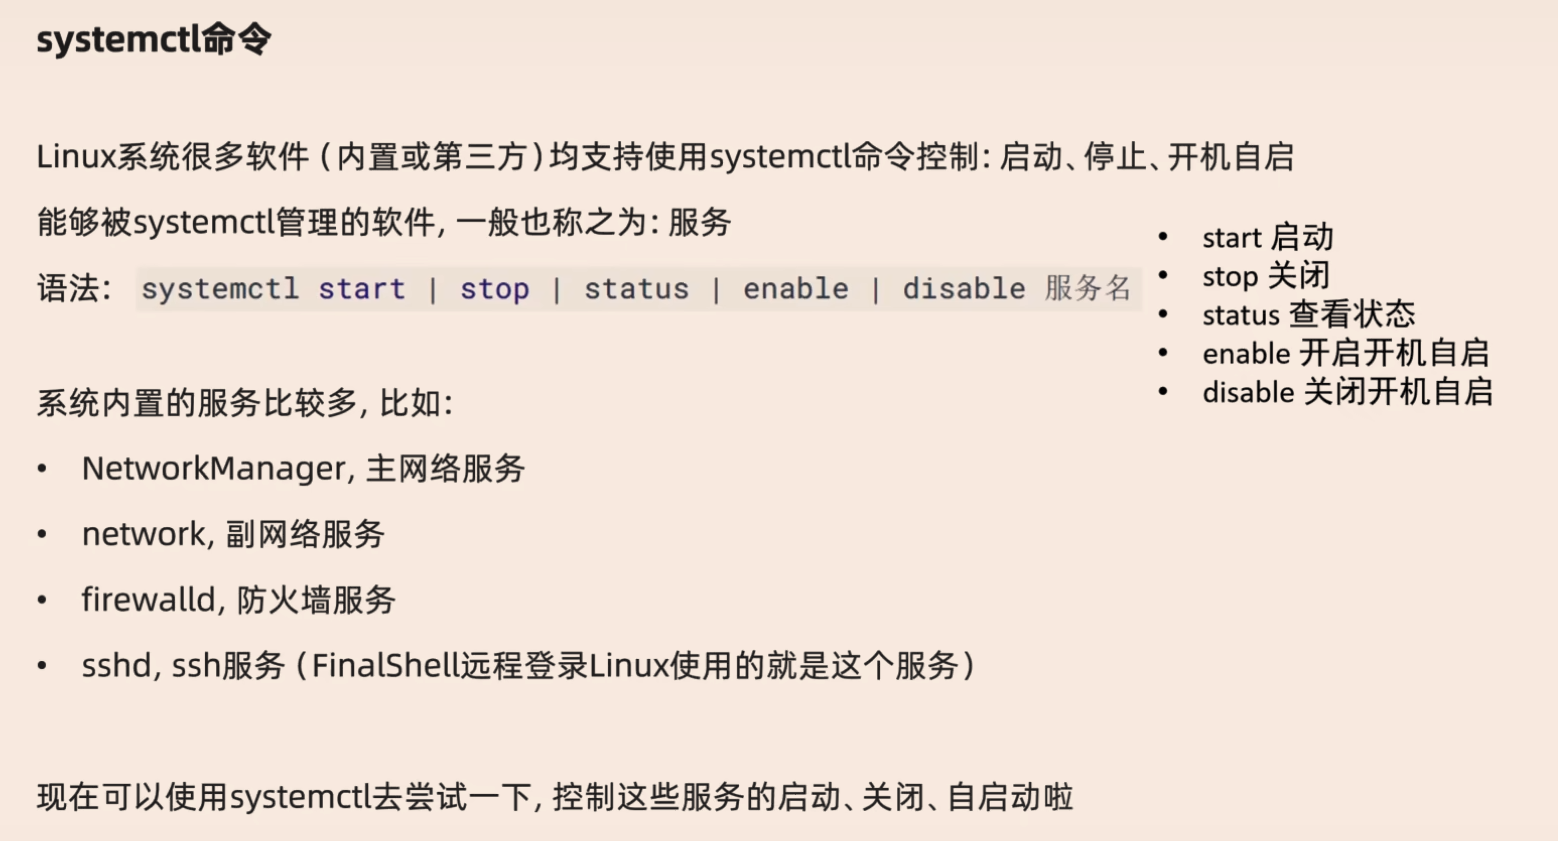 systemctl命令
Linux系统很多软件（内置或第三方）均支持使用systemctl命令控制：启动、停止、开机自启
能够被systemctl管理的软件，一般也称之为：服务
语法： systemctl start | stop | status | enable | disable 服务名
• start 启动
• stop 关闭
• status 查看状态
• enable 开启开机自启
• disable 关闭开机自启
系统内置的服务比较多，比如：
• NetworkManager，主网络服务
• network，副网络服务
• firewalld，防火墙服务
• sshd，ssh服务（FinalShell远程登录Linux使用的就是这个服务）
现在可以使用systemctl去尝试一下，控制这些服务的启动、关闭、自启动啦